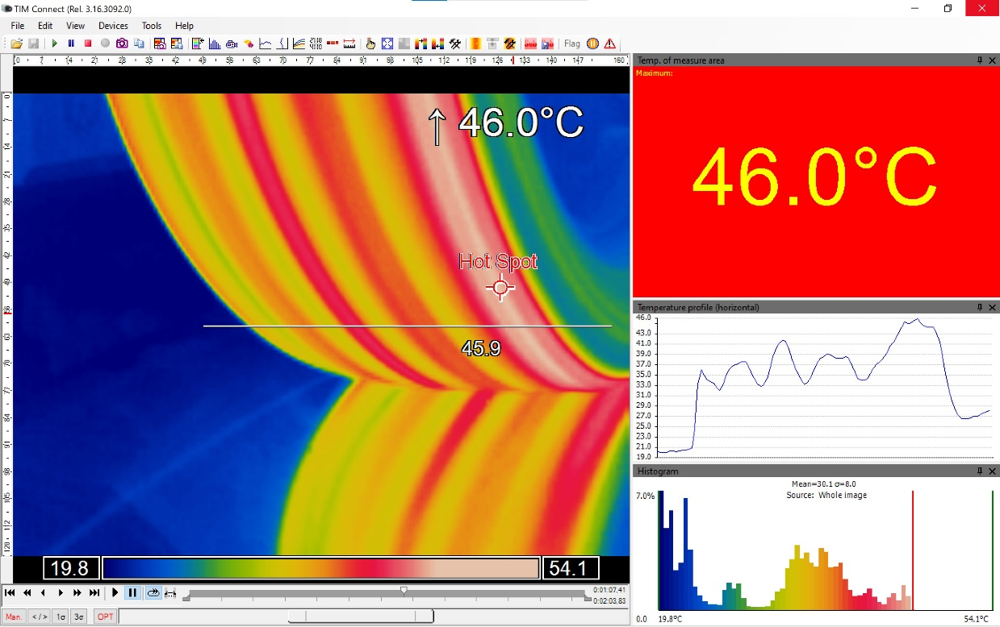 TIM Connect (Rel. 3.16.3092.0)
File Edit View Devices Tools Help
Flag
0 7 14 21 28 35 42 49 56 63 70 77 84 91 98 105 112 119 126 133 140 147 160
Temp. of measure area
Maximum:
46.0°C
0
7
14
21
28
35
42
49
56
63
70
77
84
91
98
105
112
120
↑ 46.0°C
Hot Spot
45.9
19.8
54.1
Temperature profile (horizontal)
46.0
43.0
41.0
39.0
37.0
35.0
33.0
31.0
29.0
27.0
25.0
23.0
21.0
19.0
Histogram
Mean=30.1 σ=8.0
7.0%
Source: Whole image
0.0 19.8°C 54.1°C
0:01:07.41
0:02:03.83
Man. < / > 1σ 3σ OPT